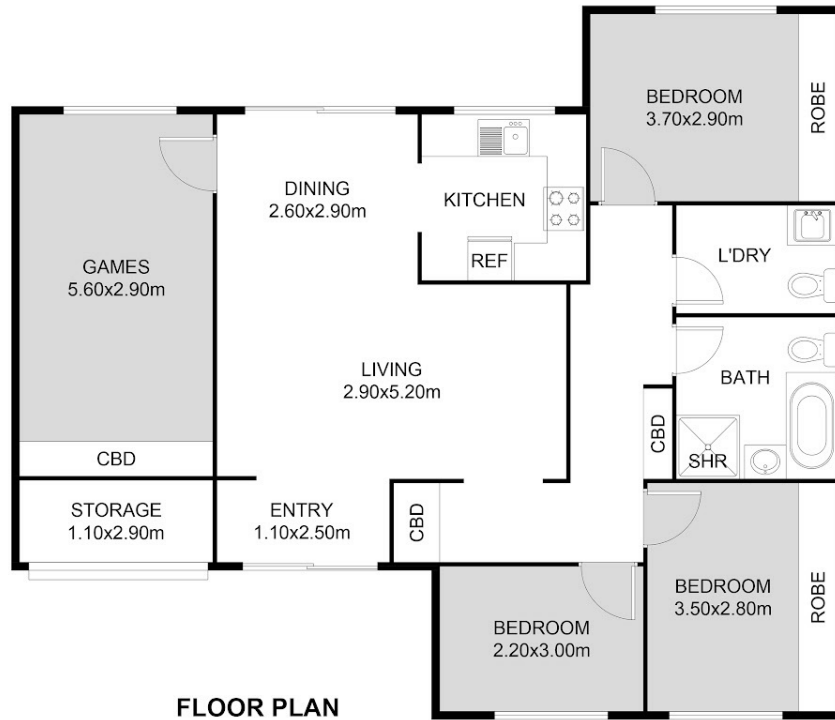 BEDROOM
3.70x2.90m
ROBE
DINING
2.60x2.90m
KITCHEN
REF
L'DRY
GAMES
5.60x2.90m
LIVING
2.90x5.20m
BATH
SHR
CBD
CBD
STORAGE
1.10x2.90m
ENTRY
1.10x2.50m
CBD
BEDROOM
3.50x2.80m
ROBE
BEDROOM
2.20x3.00m
FLOOR PLAN